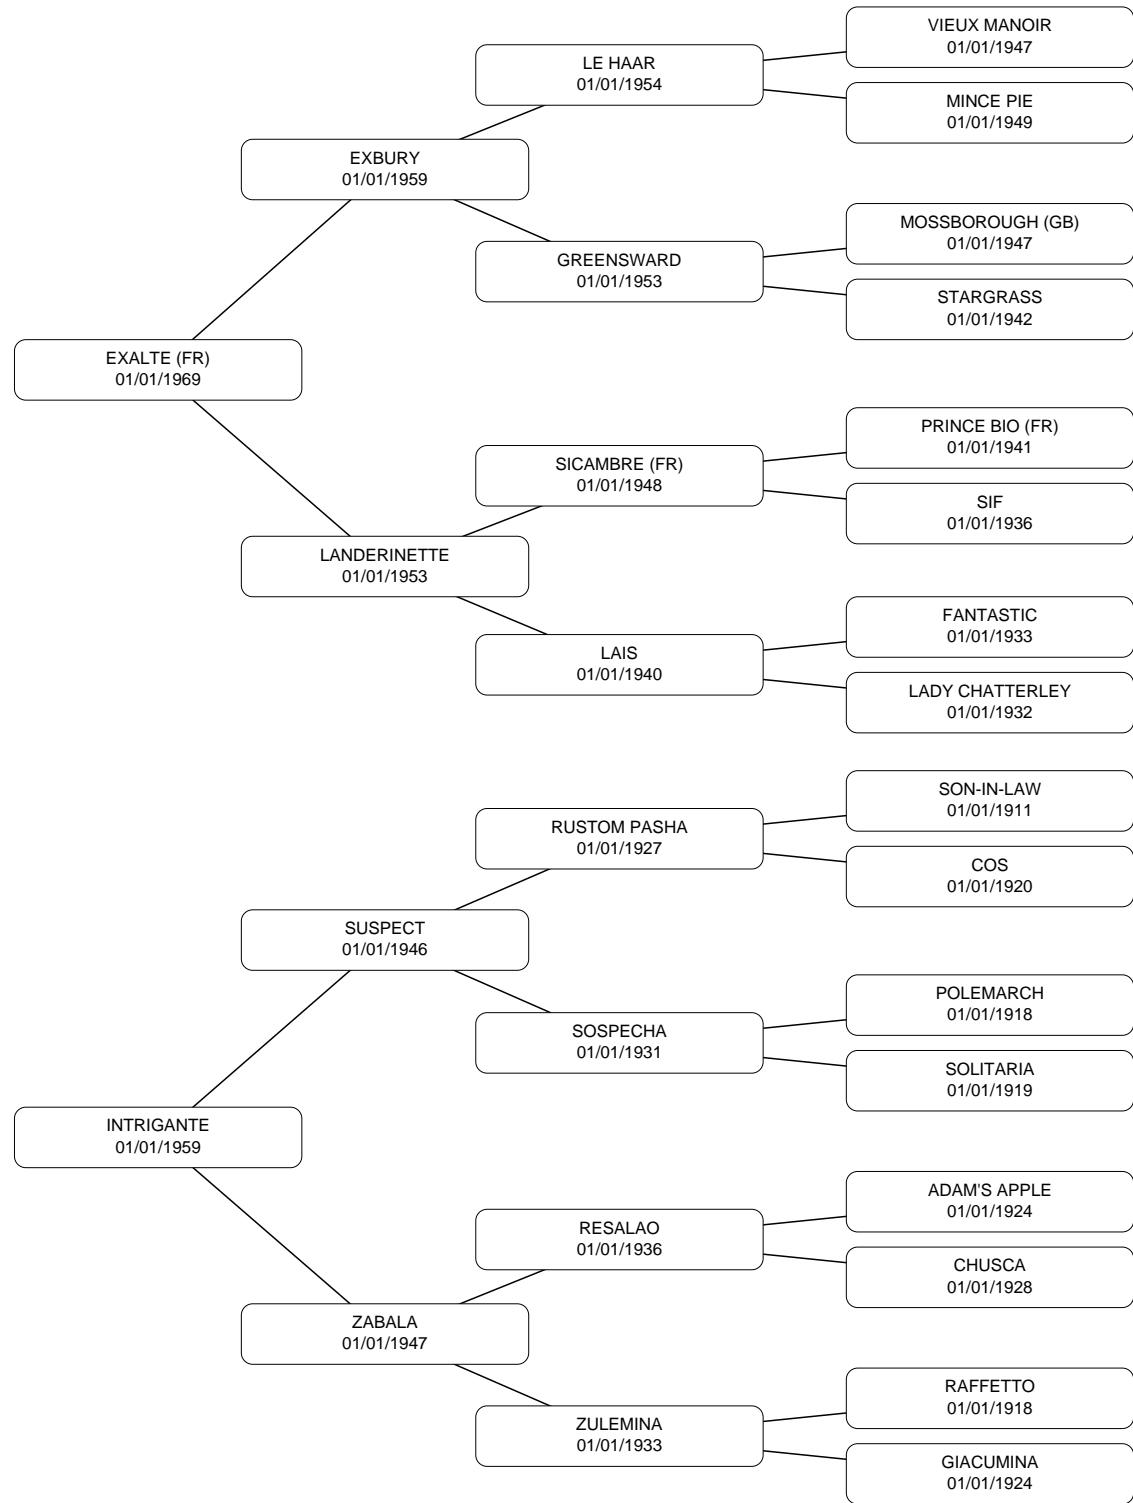 VIEUX MANOIR
01/01/1947
LE HAAR
01/01/1954
MINCE PIE
01/01/1949
EXBURY
01/01/1959
MOSSBOROUGH (GB)
01/01/1947
GREENSWARD
01/01/1953
STARGRASS
01/01/1942
EXALTE (FR)
01/01/1969
PRINCE BIO (FR)
01/01/1941
SICAMBRE (FR)
01/01/1948
SIF
01/01/1936
LANDERINETTE
01/01/1953
FANTASTIC
01/01/1933
LAIS
01/01/1940
LADY CHATTERLEY
01/01/1932
SON-IN-LAW
01/01/1911
RUSTOM PASHA
01/01/1927
COS
01/01/1920
SUSPECT
01/01/1946
POLEMARCH
01/01/1918
SOSPECHA
01/01/1931
SOLITARIA
01/01/1919
INTRIGANTE
01/01/1959
ADAM'S APPLE
01/01/1924
RESALAO
01/01/1936
CHUSCA
01/01/1928
ZABALA
01/01/1947
RAFFETTO
01/01/1918
ZULEMINA
01/01/1933
GIACUMINA
01/01/1924